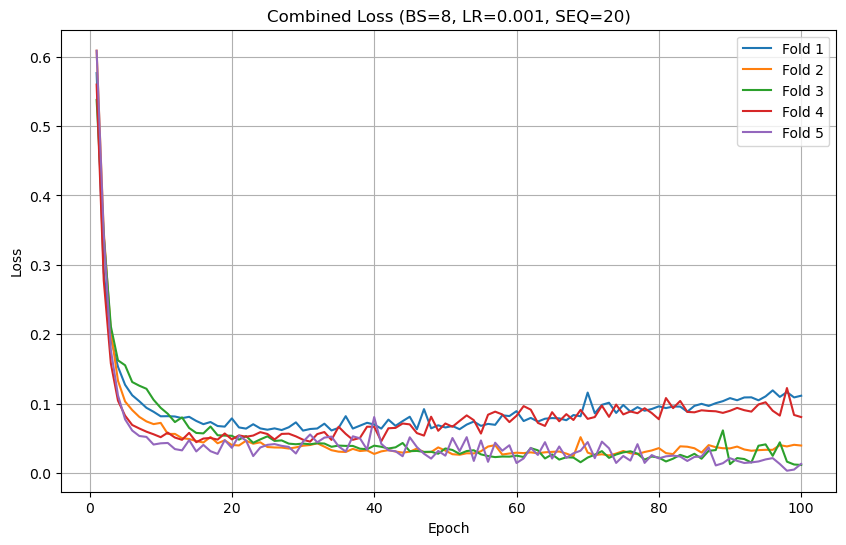 Combined Loss (BS=8, LR=0.001, SEQ=20)
Fold 1
Fold 2
Fold 3
Fold 4
Fold 5
Loss
0.6
0.5
0.4
0.3
0.2
0.1
0.0
0 20 40 60 80 100
Epoch